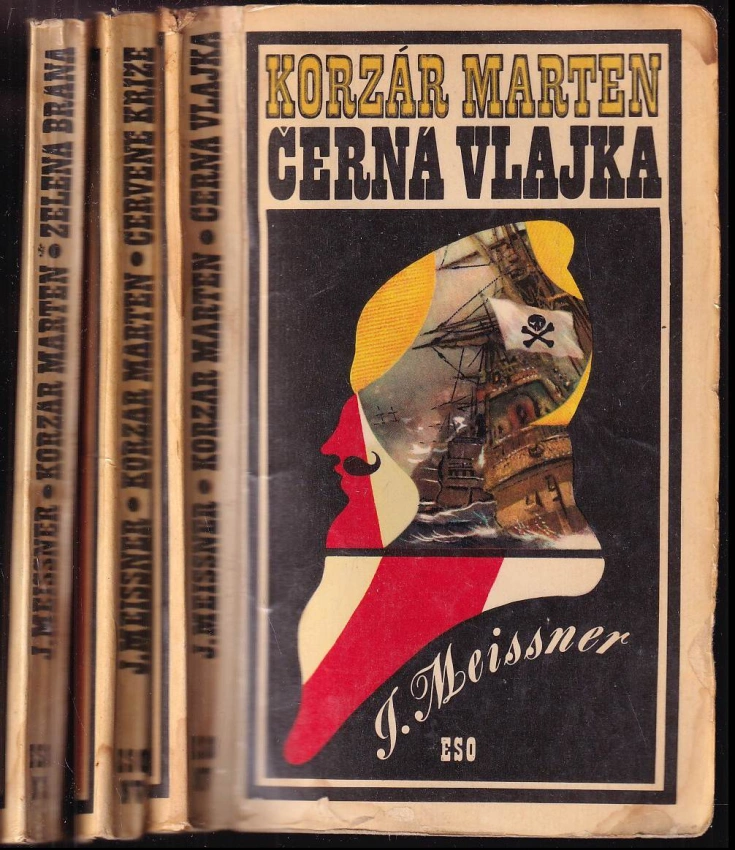 J. MEISSNER • KORZÁR MARTEN • ZELENÁ BRÁNA
J. MEISSNER • KORZÁR MARTEN • ČERVENÉ KŘÍŽE
J. MEISSNER • KORZÁR MARTEN • ČERNÁ VLAJKA
KORZÁR MARTEN
ČERNÁ VLAJKA
J. Meissner
ESO